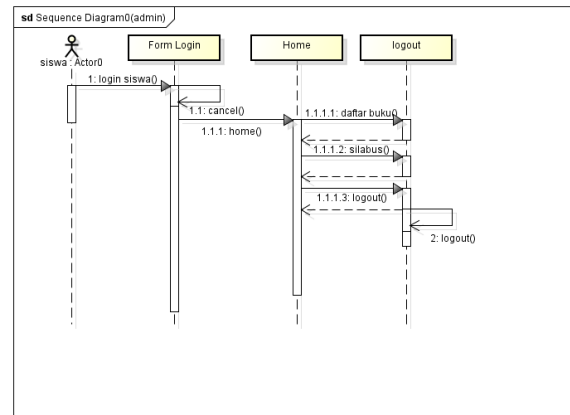 sd Sequence Diagram0(admin)
siswa : Actor0
Form Login
Home
logout
1: login siswa()
1.1: cancel()
1.1.1: home()
1.1.1.1: daftar buku()
1.1.1.2: silabus()
1.1.1.3: logout()
2: logout()